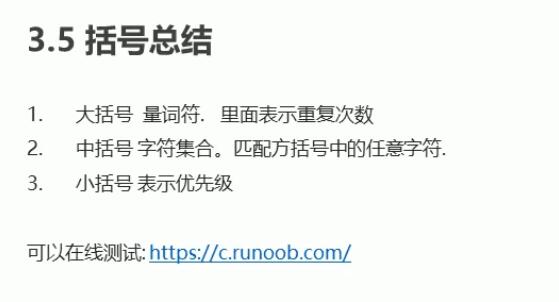 3.5 括号总结
1. 大括号 量词符. 里面表示重复次数
2. 中括号 字符集合。匹配方括号中的任意字符.
3. 小括号 表示优先级
可以在线测试: https://c.runoob.com/